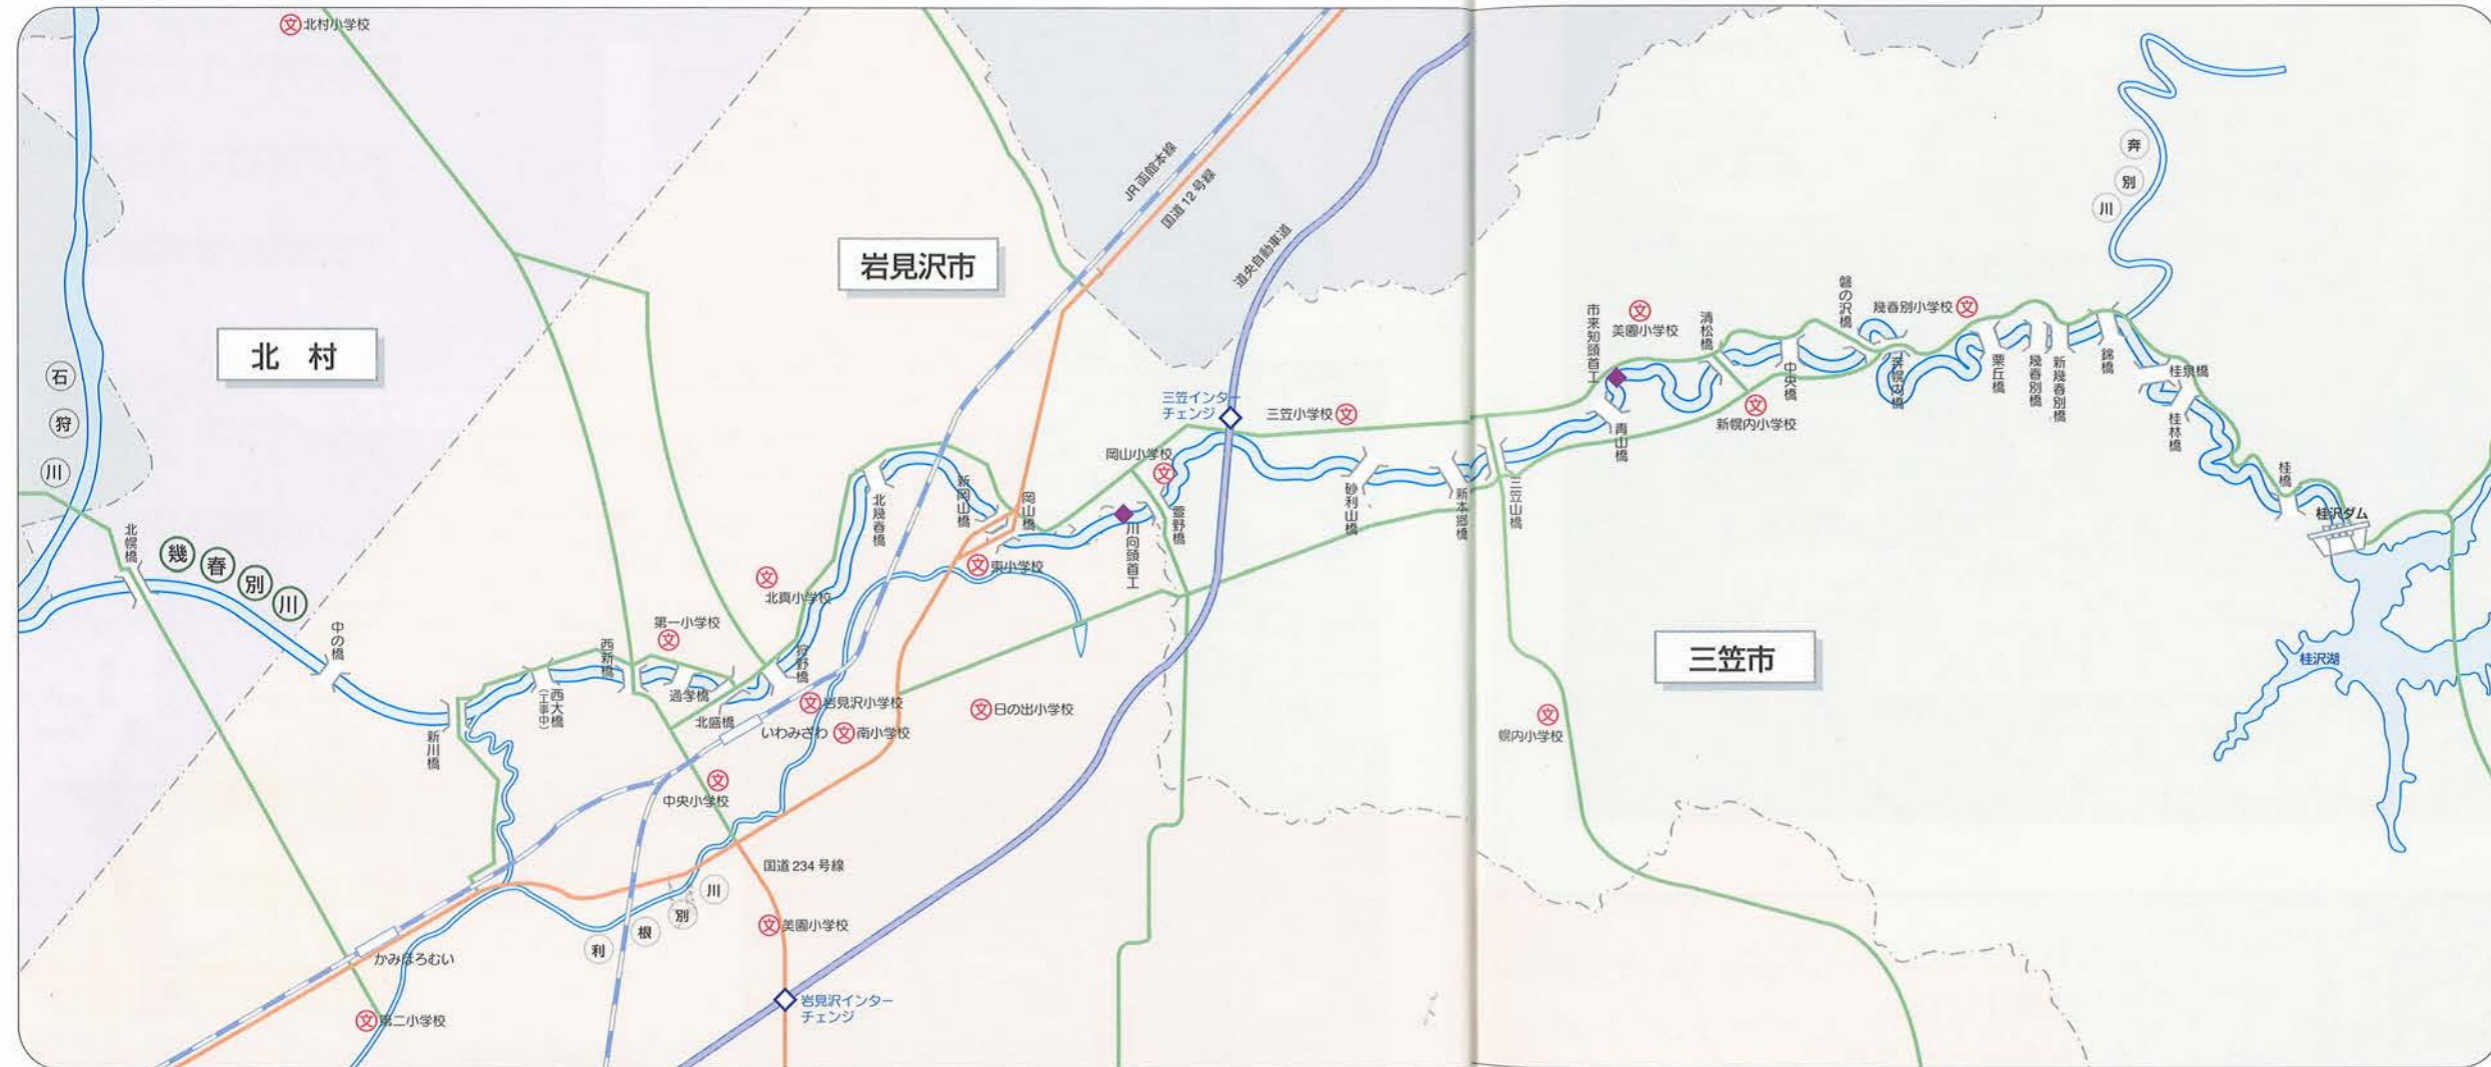 北村小学校
JR函館本線
国道12号線
道央自動車道
奔別川
岩見沢市
北 村
石狩川
三笠インター
チェンジ
三笠小学校
岡山小学校
市来知頭首工
美園小学校
清松橋
磐の沢橋
幾春別小学校
中央橋
新幌内小学校
栗丘橋
幾春別橋
新幾春別橋
錦橋
桂泉橋
桂林橋
桂橋
桂沢ダム
青山橋
三笠山橋
新本郷橋
砂利山橋
萱野橋
川向頭首工
岡山橋
新岡山橋
北幾春橋
東小学校
北幌橋
幾春別川
中の橋
北真小学校
第一小学校
西新橋
狩野橋
通学橋
西大橋
(工事中)
北盛橋
新川橋
岩見沢小学校
いわみざわ
南小学校
日の出小学校
三笠市
桂沢湖
幌内小学校
中央小学校
国道234号線
利根別川
美園小学校
かみほろむい
岩見沢インター
チェンジ
第二小学校